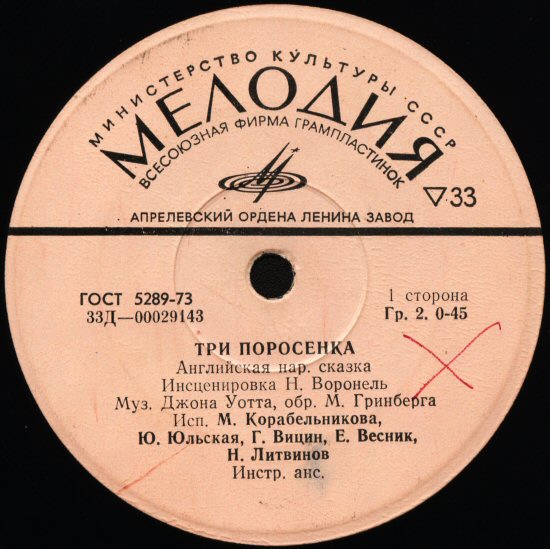 МИНИСТЕРСТВО КУЛЬТУРЫ СССР
МЕЛОДИЯ
ВСЕСОЮЗНАЯ ФИРМА ГРАМПЛАСТИНОК
▽33
АПРЕЛЕВСКИЙ ОРДЕНА ЛЕНИНА ЗАВОД
ГОСТ 5289-73
33Д—00029143
1 сторона
Гр. 2. 0-45
ТРИ ПОРОСЕНКА
Английская нар. сказка
Инсценировка Н. Воронель
Муз. Джона Уотта, обр. М. Гринберга
Исп. М. Корабельникова,
Ю. Юльская, Г. Вицин, Е. Весник,
Н. Литвинов
Инстр. анс.